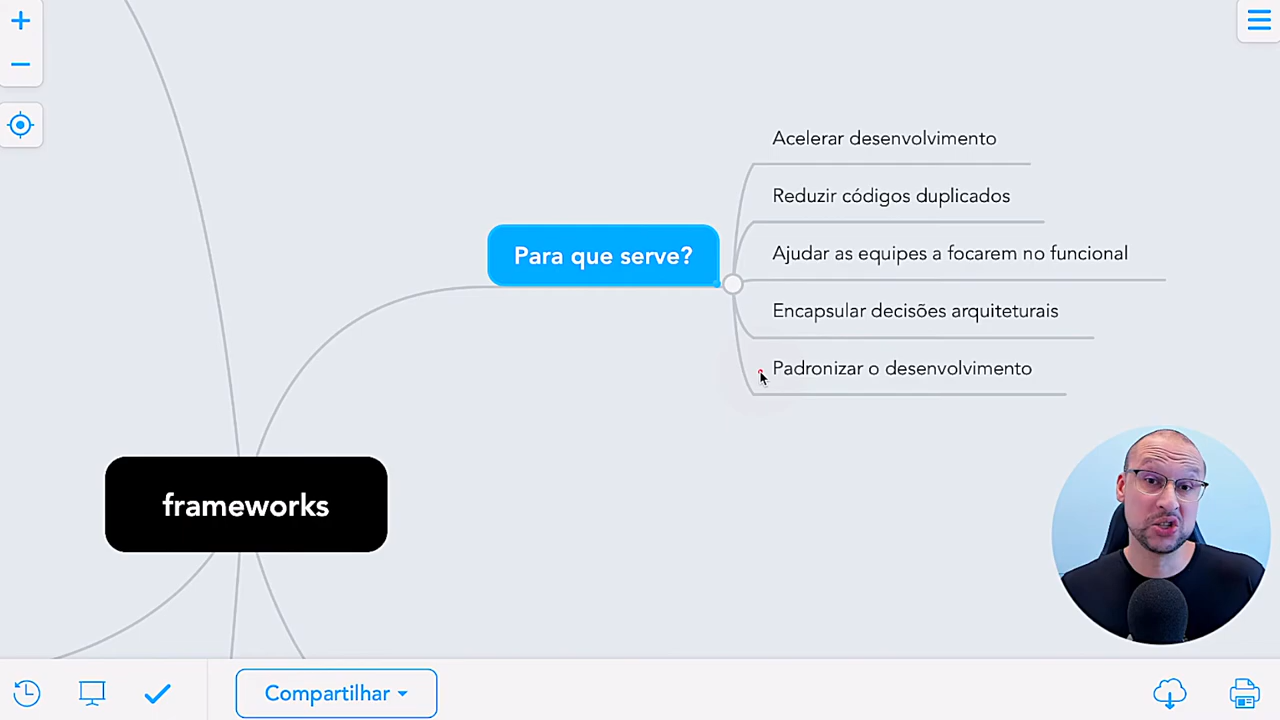 Acelerar desenvolvimento
Reduzir códigos duplicados
Para que serve?
Ajudar as equipes a focarem no funcional
Encapsular decisões arquiteturais
Padronizar o desenvolvimento
frameworks
Compartilhar